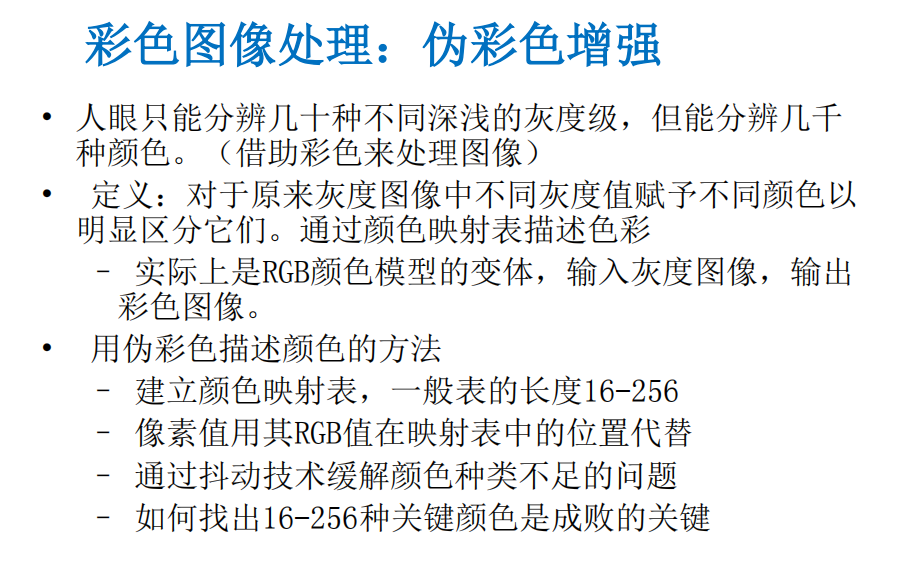 彩色图像处理：伪彩色增强
• 人眼只能分辨几十种不同深浅的灰度级，但能分辨几千
种颜色。（借助彩色来处理图像）
• 定义：对于原来灰度图像中不同灰度值赋予不同颜色以
明显区分它们。通过颜色映射表描述色彩
– 实际上是RGB颜色模型的变体，输入灰度图像，输出
彩色图像。
• 用伪彩色描述颜色的方法
– 建立颜色映射表，一般表的长度16-256
– 像素值用其RGB值在映射表中的位置代替
– 通过抖动技术缓解颜色种类不足的问题
– 如何找出16-256种关键颜色是成败的关键